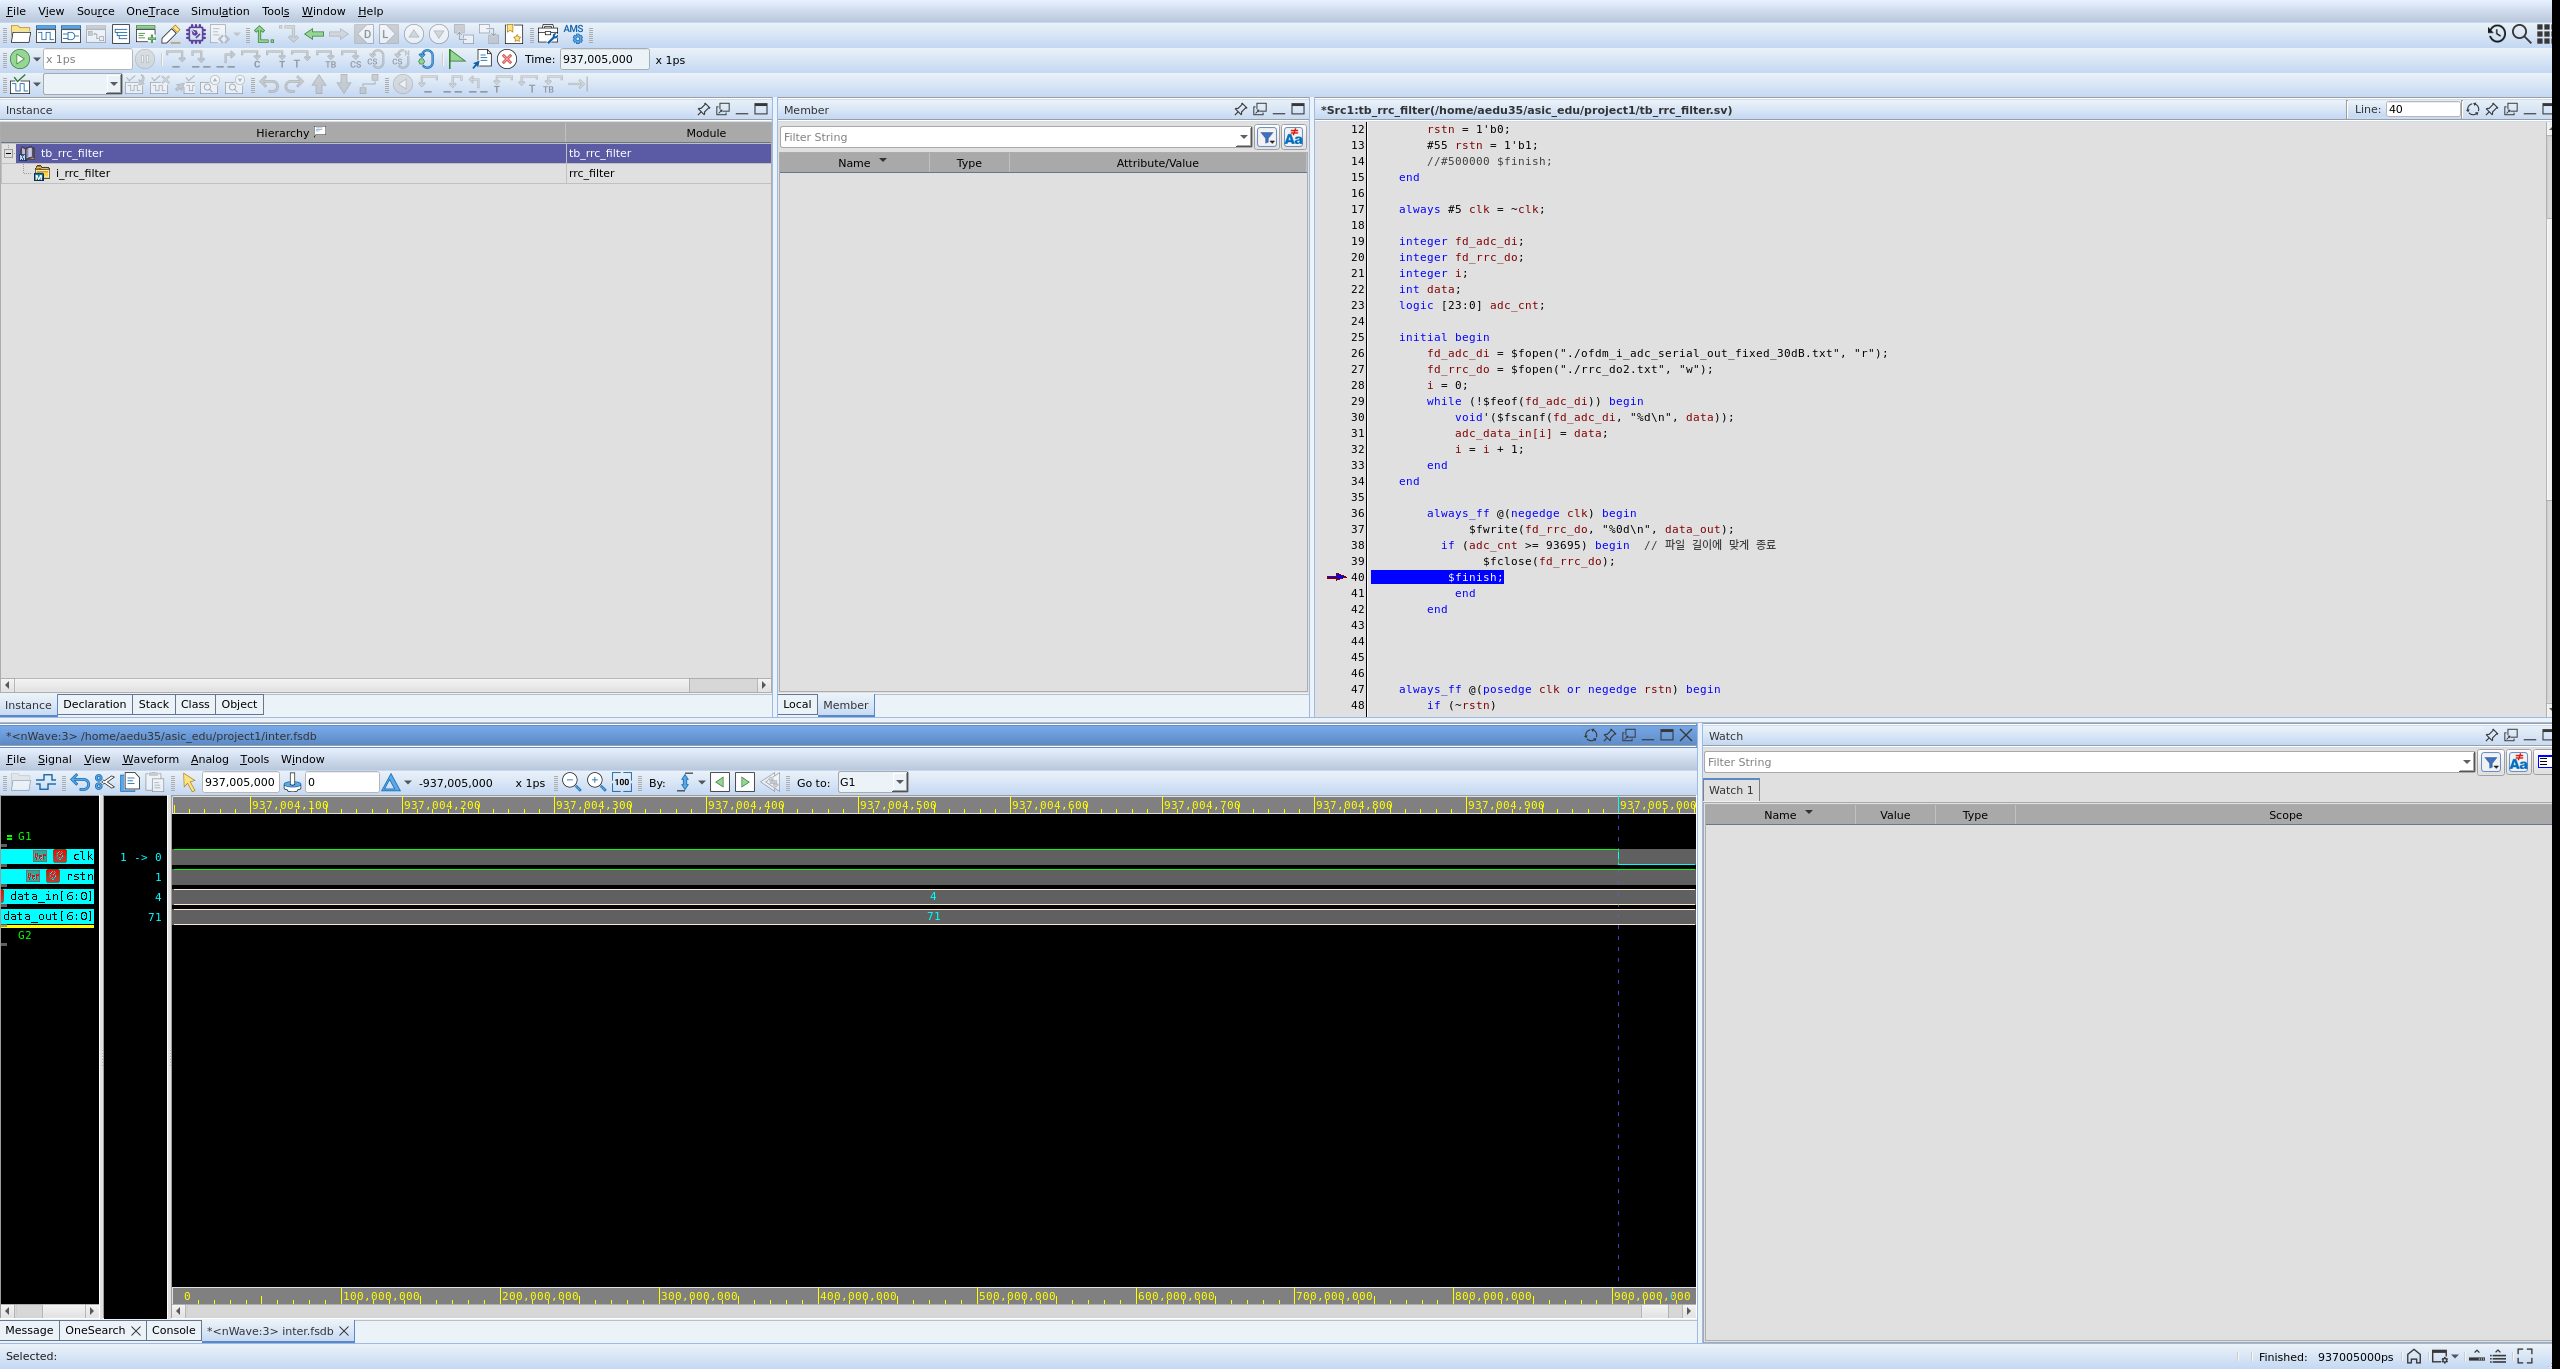 File View Source OneTrace Simulation Tools Window Help
AMS
x 1ps Time: 937,005,000 x 1ps
Instance
Hierarchy Module
tb_rrc_filter tb_rrc_filter
i_rrc_filter rrc_filter
Instance Declaration Stack Class Object
Member
Filter String
Name Type Attribute/Value
Local Member
*Src1:tb_rrc_filter(/home/aedu35/asic_edu/project1/tb_rrc_filter.sv) Line: 40
12 rstn = 1'b0;
13 #55 rstn = 1'b1;
14 //#500000 $finish;
15 end
16
17 always #5 clk = ~clk;
18
19 integer fd_adc_di;
20 integer fd_rrc_do;
21 integer i;
22 int data;
23 logic [23:0] adc_cnt;
24
25 initial begin
26 fd_adc_di = $fopen("./ofdm_i_adc_serial_out_fixed_30dB.txt", "r");
27 fd_rrc_do = $fopen("./rrc_do2.txt", "w");
28 i = 0;
29 while (!$feof(fd_adc_di)) begin
30 void'($fscanf(fd_adc_di, "%d\n", data));
31 adc_data_in[i] = data;
32 i = i + 1;
33 end
34 end
35
36 always_ff @(negedge clk) begin
37 $fwrite(fd_rrc_do, "%0d\n", data_out);
38 if (adc_cnt >= 93695) begin // 파일 길이에 맞게 종료
39 $fclose(fd_rrc_do);
40 $finish;
41 end
42 end
43
44
45
46
47 always_ff @(posedge clk or negedge rstn) begin
48 if (~rstn)
*<nWave:3> /home/aedu35/asic_edu/project1/inter.fsdb
File Signal View Waveform Analog Tools Window
937,005,000 0 -937,005,000 x 1ps 100 By: Go to: G1
937,004,100 937,004,200 937,004,300 937,004,400 937,004,500 937,004,600 937,004,700 937,004,800 937,004,900 937,005,000
G1
clk 1 -> 0
rstn 1
data_in[6:0] 4 4
data_out[6:0] 71 71
G2
0 100,000,000 200,000,000 300,000,000 400,000,000 500,000,000 600,000,000 700,000,000 800,000,000 900,000,000
Message OneSearch Console *<nWave:3> inter.fsdb
Watch
Filter String
Watch 1
Name Value Type Scope
Selected: Finished: 937005000ps